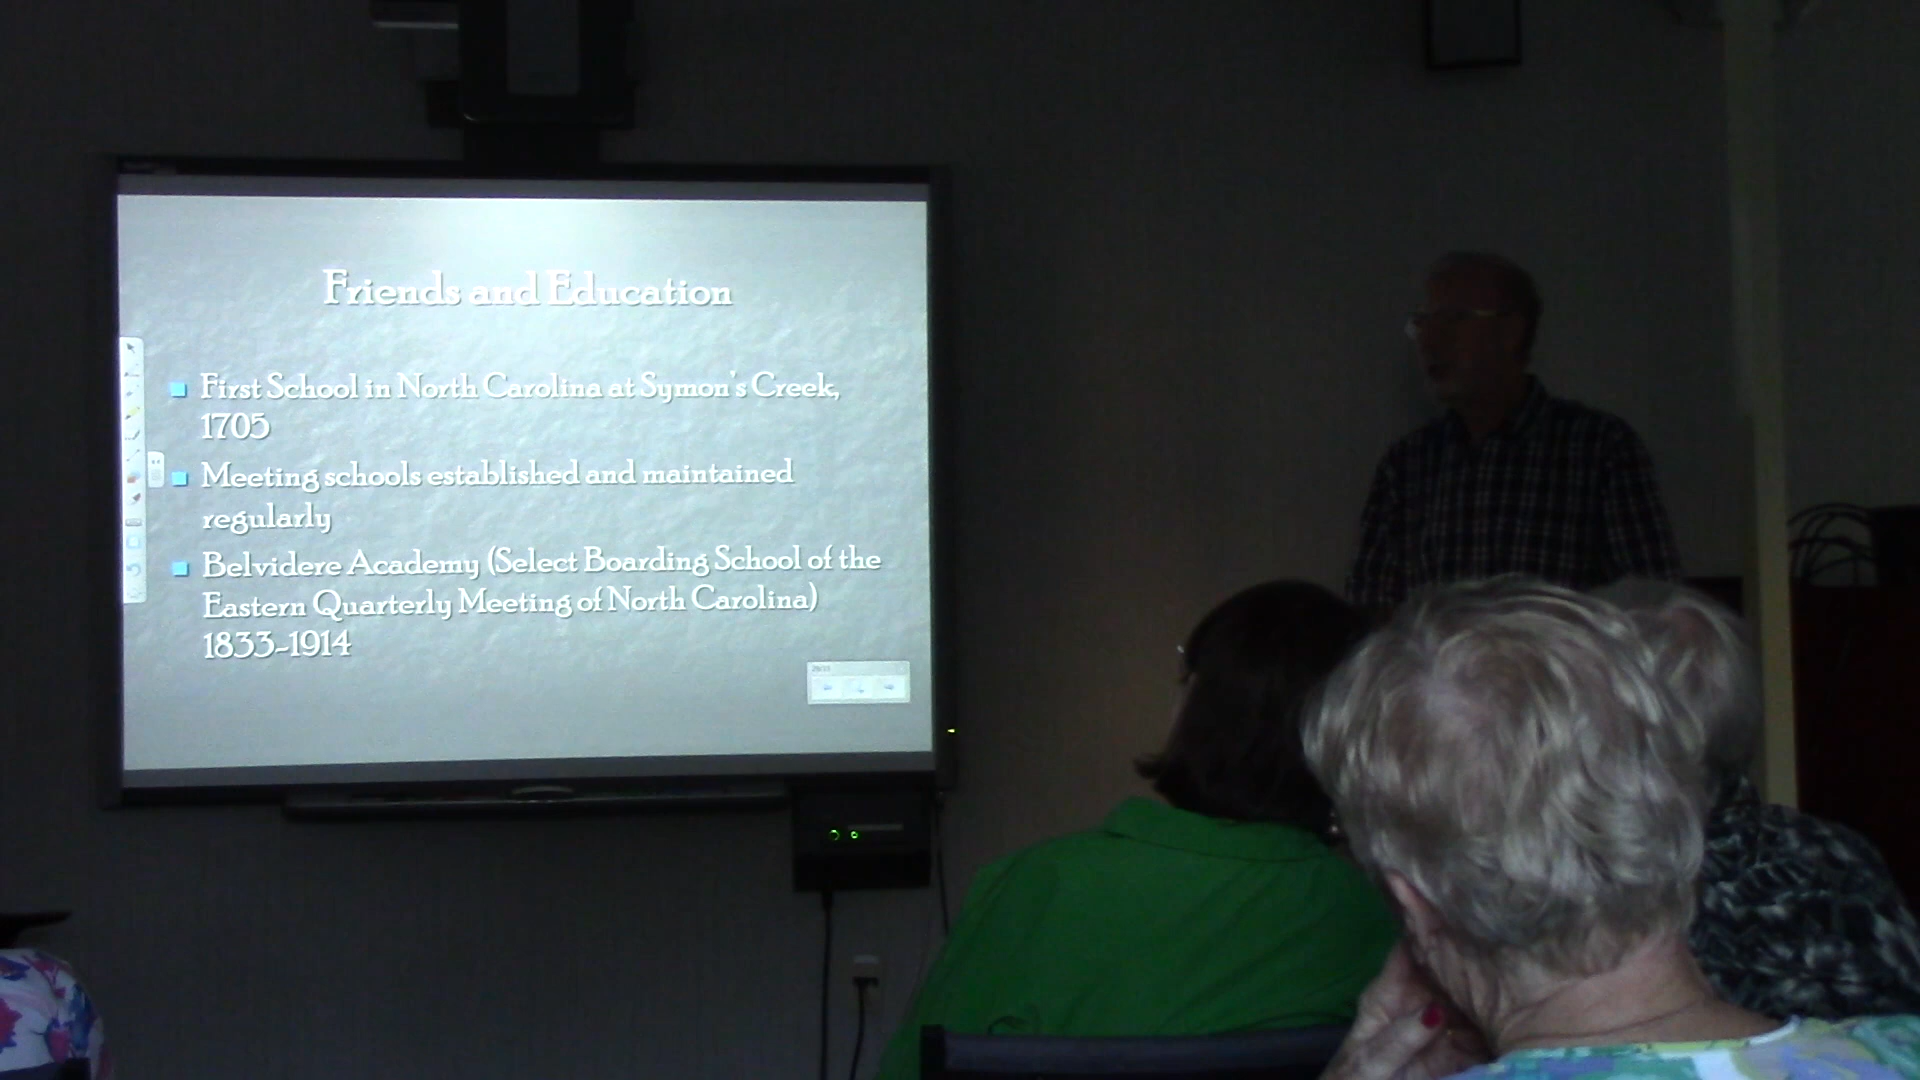 Friends and Education
First School in North Carolina at Symon's Creek,
1705
Meeting schools established and maintained
regularly
Belvidere Academy (Select Boarding School of the
Eastern Quarterly Meeting of North Carolina)
1833-1914